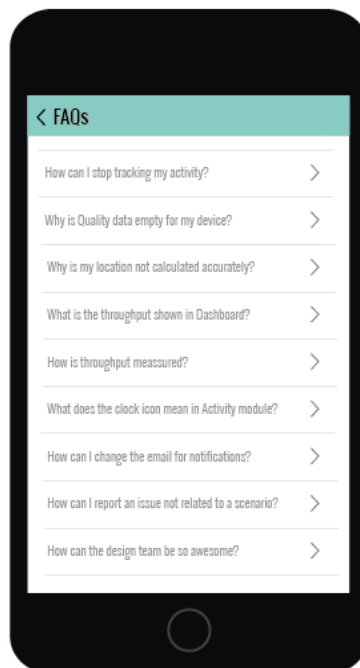 FAQs
How can I stop tracking my activity?
Why is Quality data empty for my device?
Why is my location not calculated accurately?
What is the throughput shown in Dashboard?
How is throughput meassured?
What does the clock icon mean in Activity module?
How can I change the email for notifications?
How can I report an issue not related to a scenario?
How can the design team be so awesome?